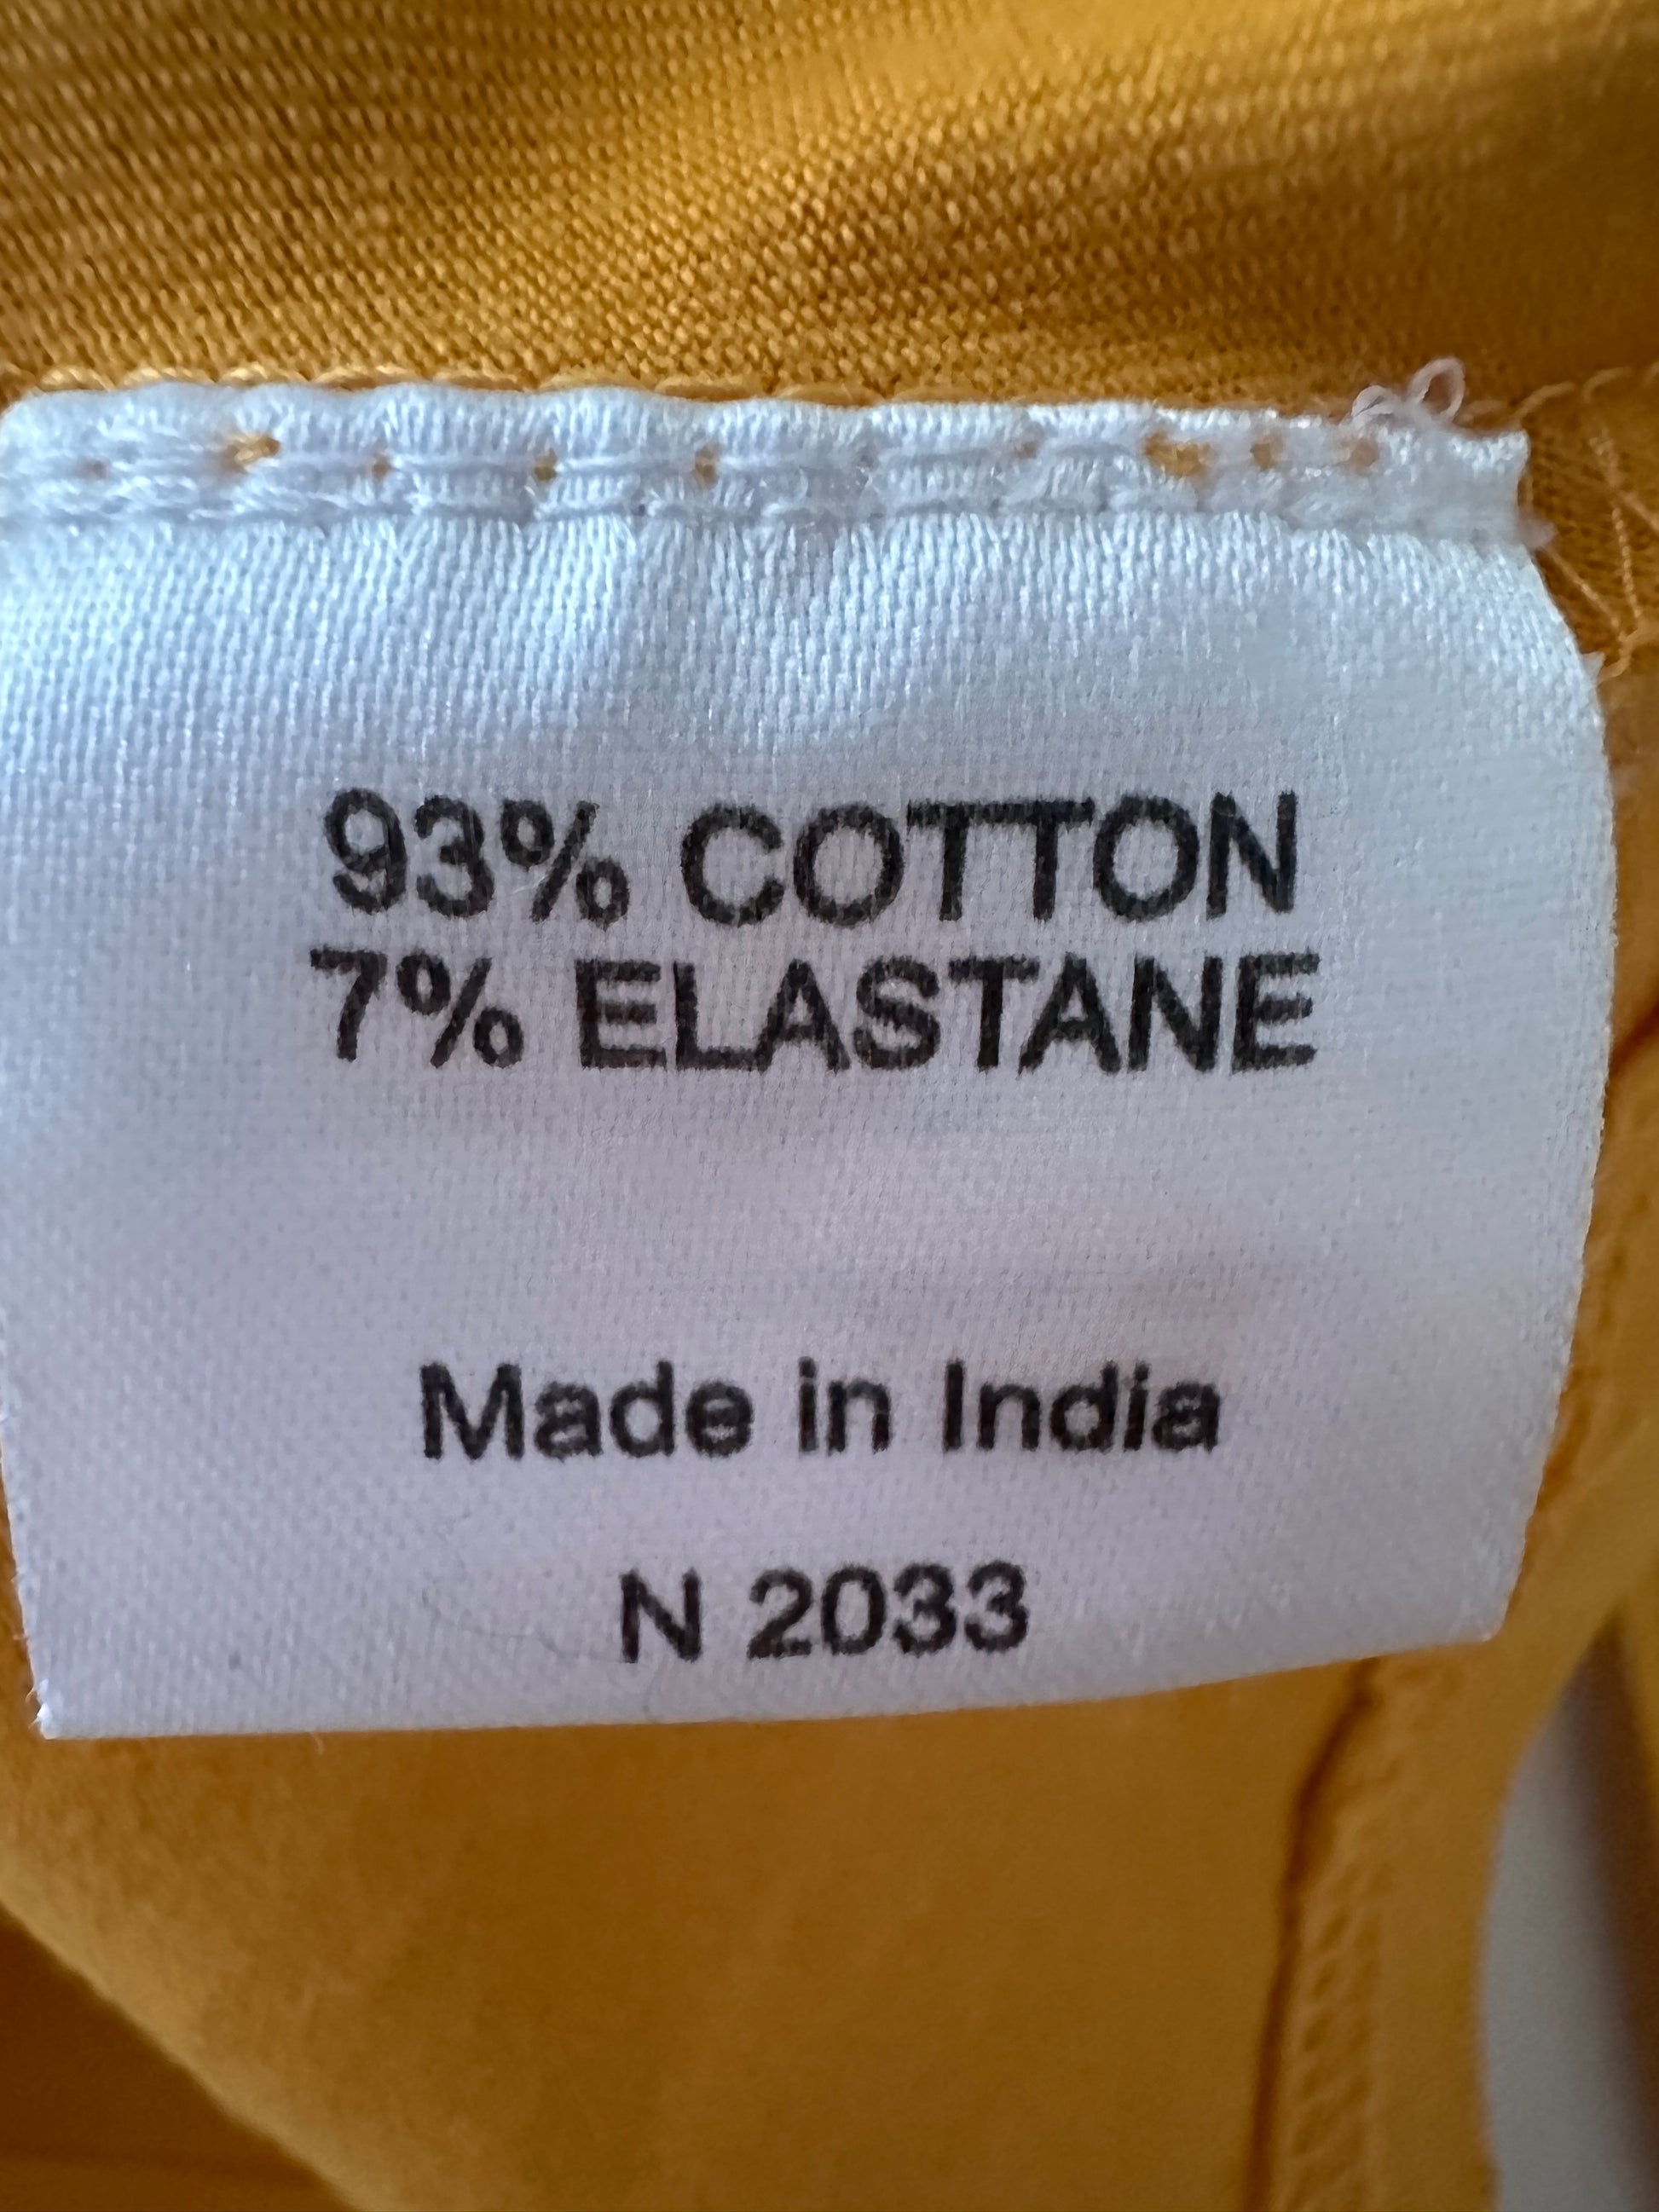 93% COTTON
7% ELASTANE
Made in India
N 2033